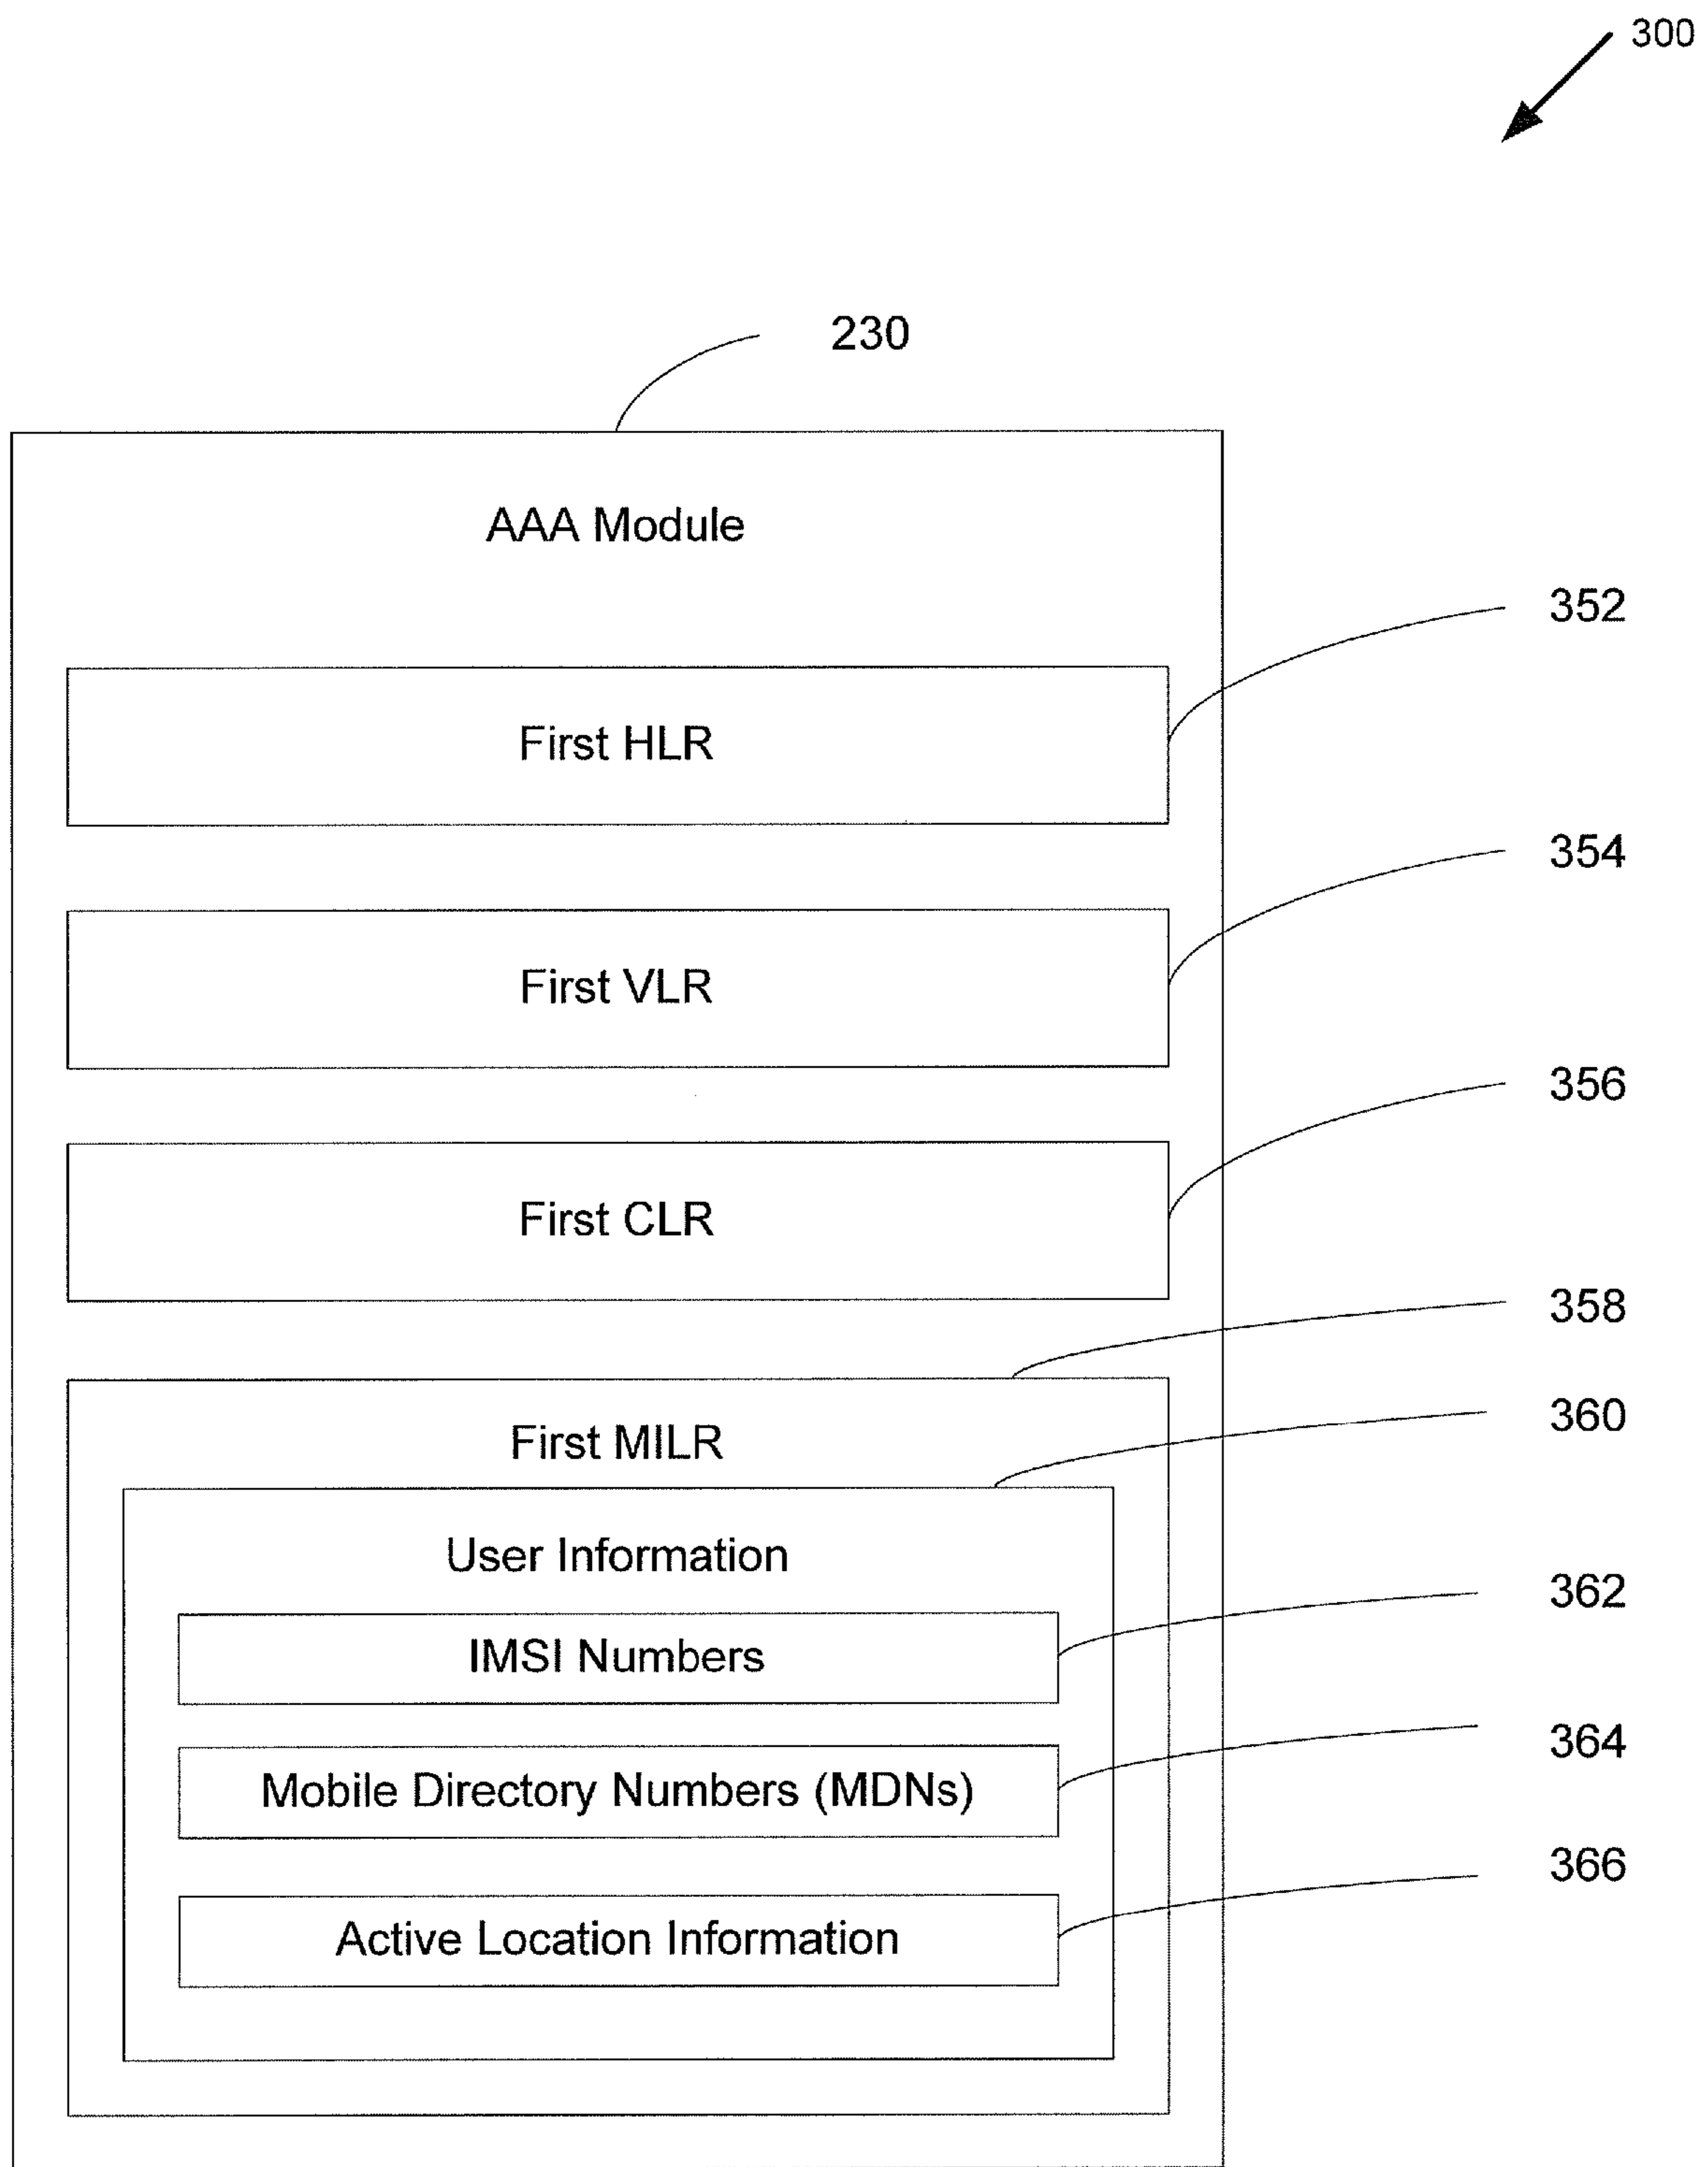 300
230
AAA Module
352
First HLR
354
First VLR
356
First CLR
358
First MILR
360
User Information
362
IMSI Numbers
364
Mobile Directory Numbers (MDNs)
366
Active Location Information